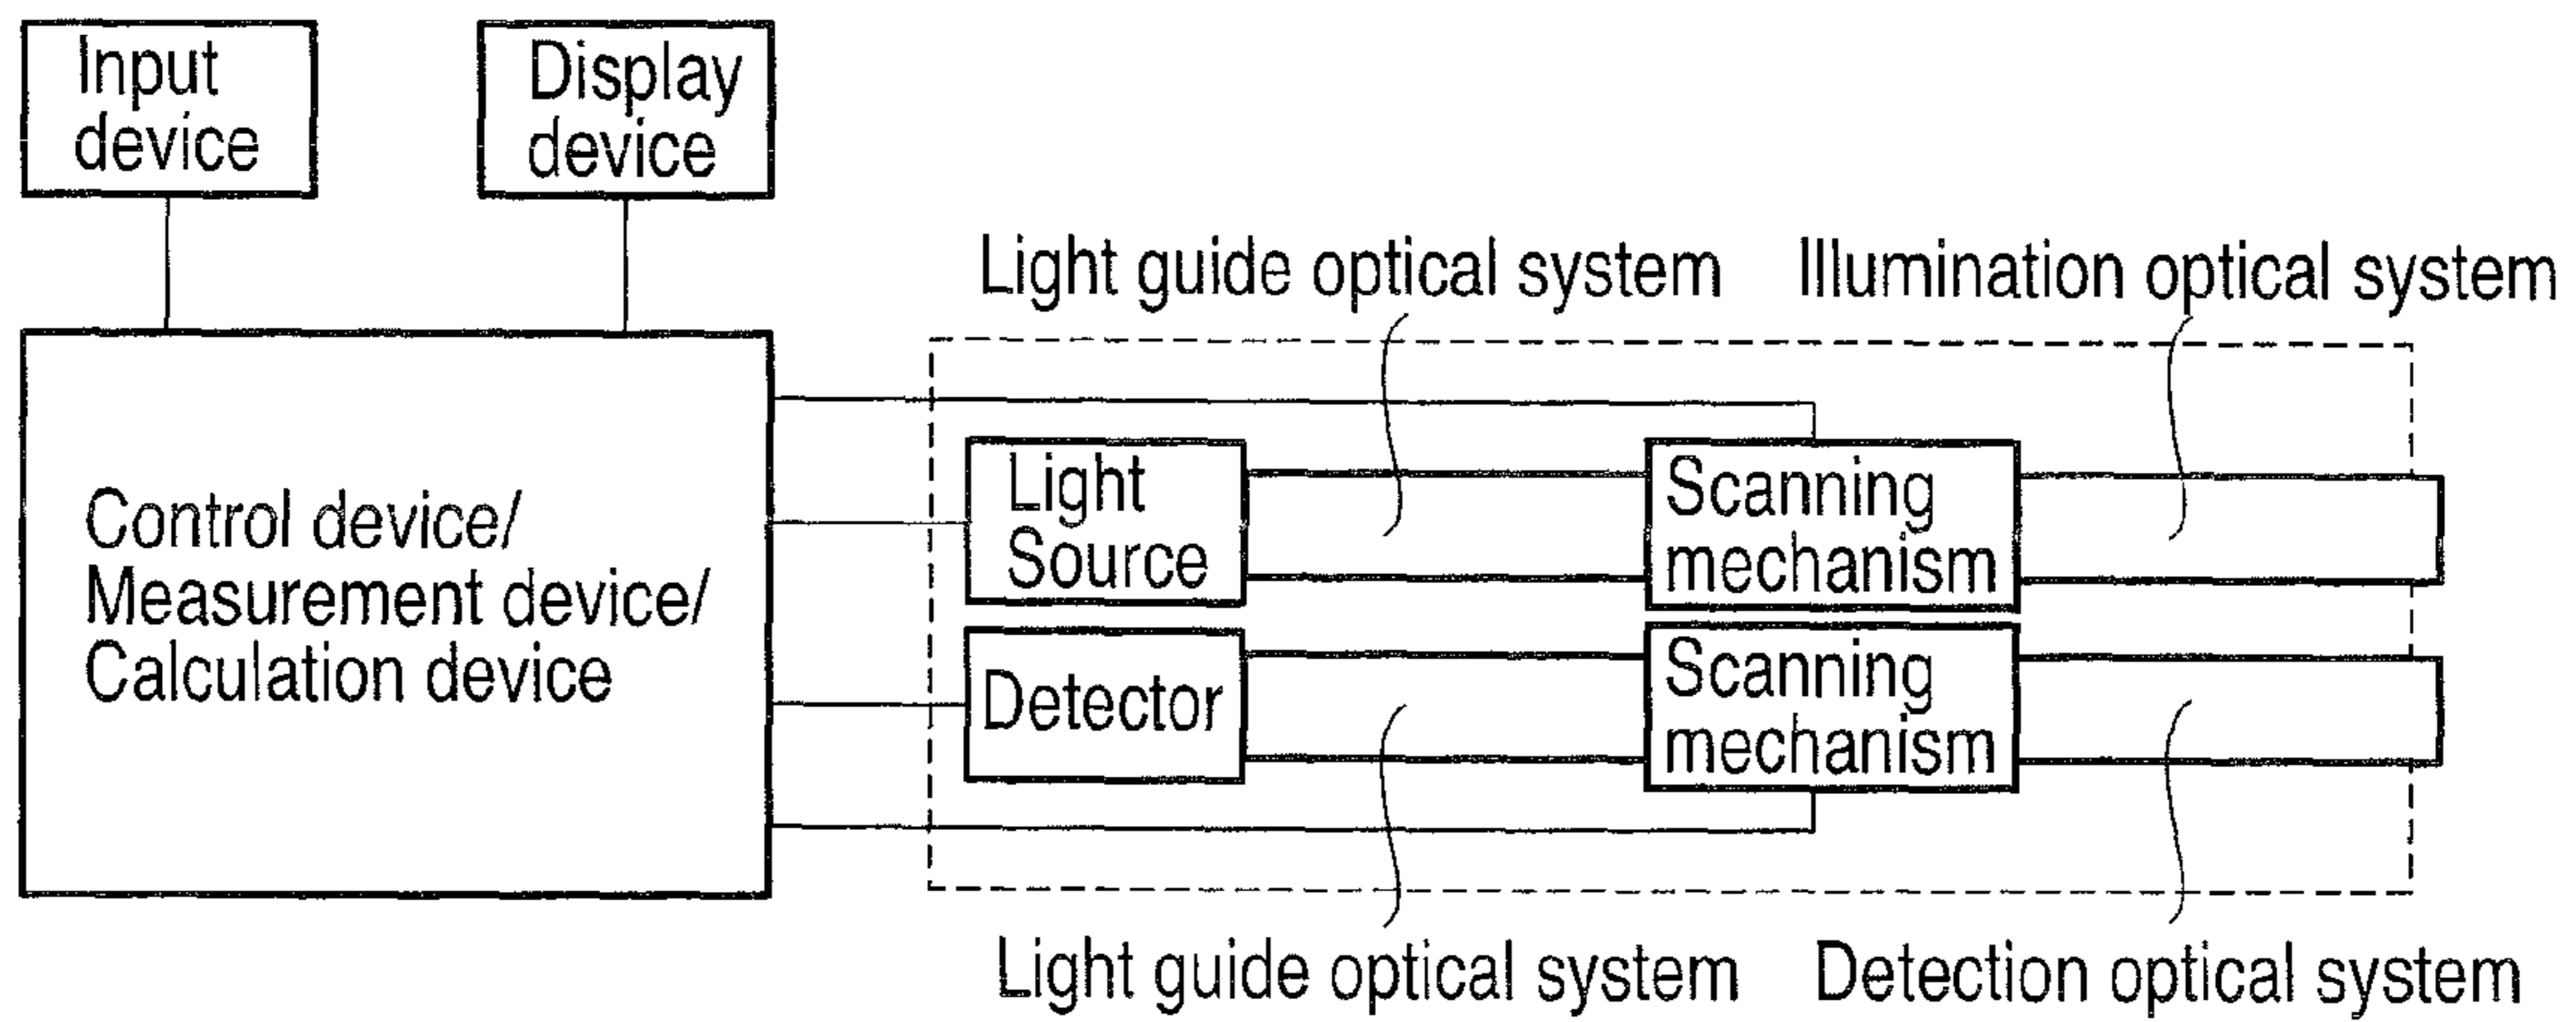 Input
device
Display
device
Light guide optical system
Illumination optical system
Control device/
Measurement device/
Calculation device
Light
Source
Scanning
mechanism
Detector
Scanning
mechanism
Light guide optical system
Detection optical system